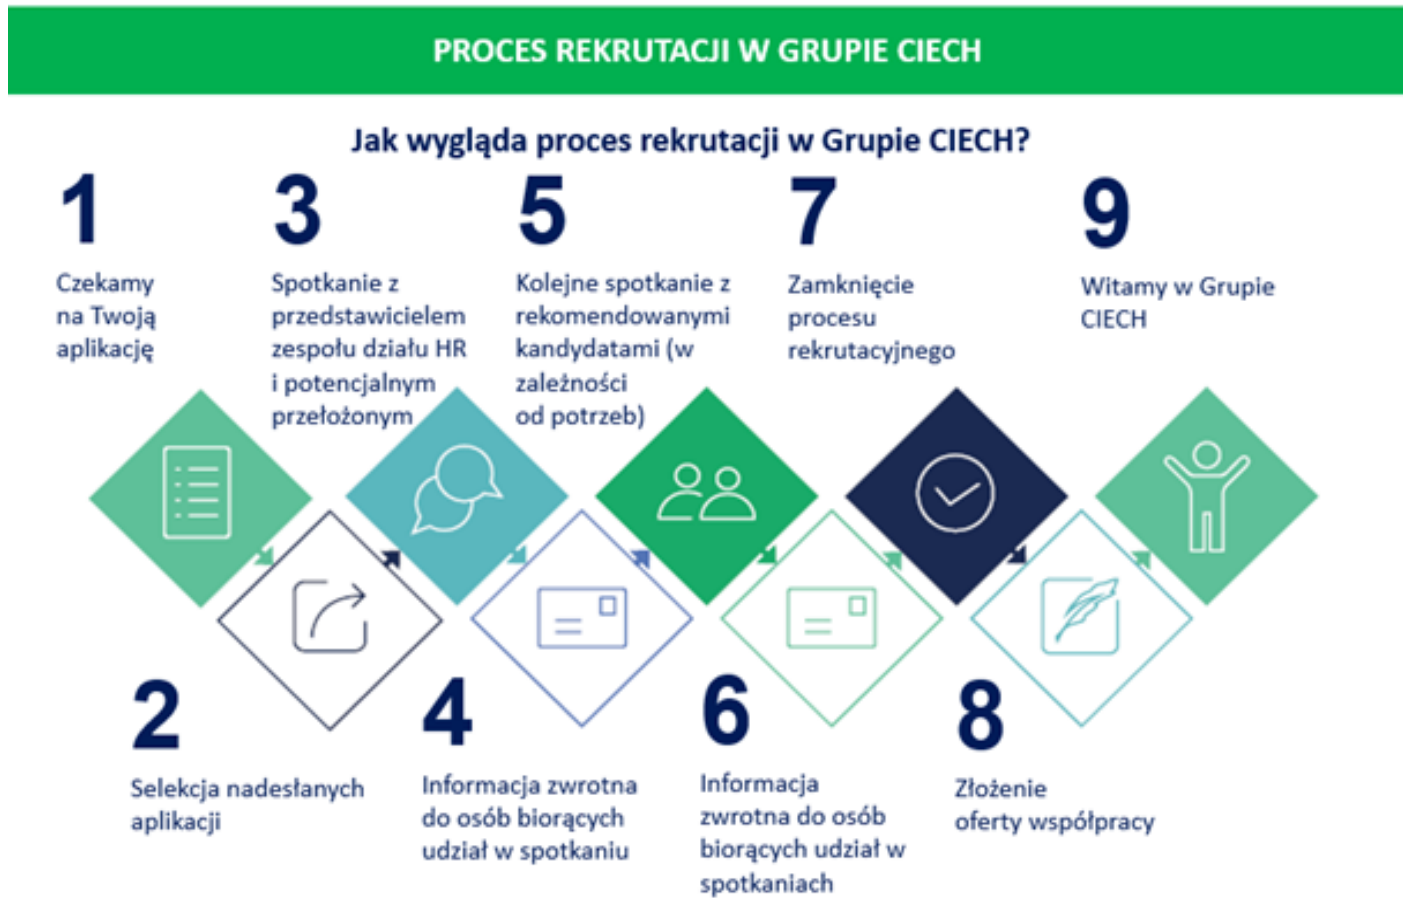 PROCES REKRUTACJI W GRUPIE CIECH
Jak wygląda proces rekrutacji w Grupie CIECH?
1
Czekamy
na Twoją
aplikację
2
Selekcja nadesłanych
aplikacji
3
Spotkanie z
przedstawicielem
zespołu działu HR
i potencjalnym
przełożonym
4
Informacja zwrotna
do osób biorących
udział w spotkaniu
5
Kolejne spotkanie z
rekomendowanymi
kandydatami (w
zależności
od potrzeb)
6
Informacja
zwrotna do osób
biorących udział w
spotkaniach
7
Zamknięcie
procesu
rekrutacyjnego
8
Złożenie
oferty współpracy
9
Witamy w Grupie
CIECH